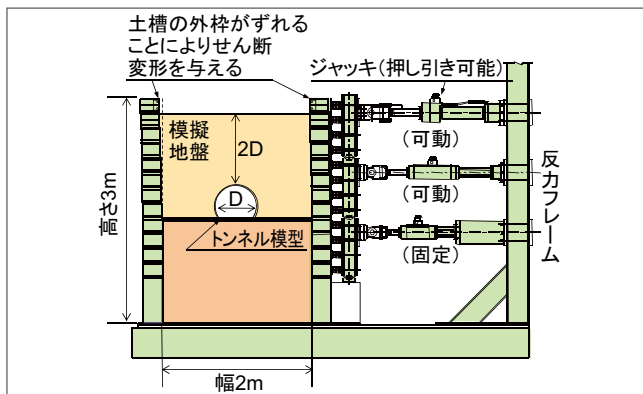 土槽の外枠がずれる
ことによりせん断
変形を与える
ジャッキ(押し引き可能)
模擬
地盤
2D
(可動)
D
(可動)
反力フレーム
高さ3m
トンネル模型
(固定)
幅2m